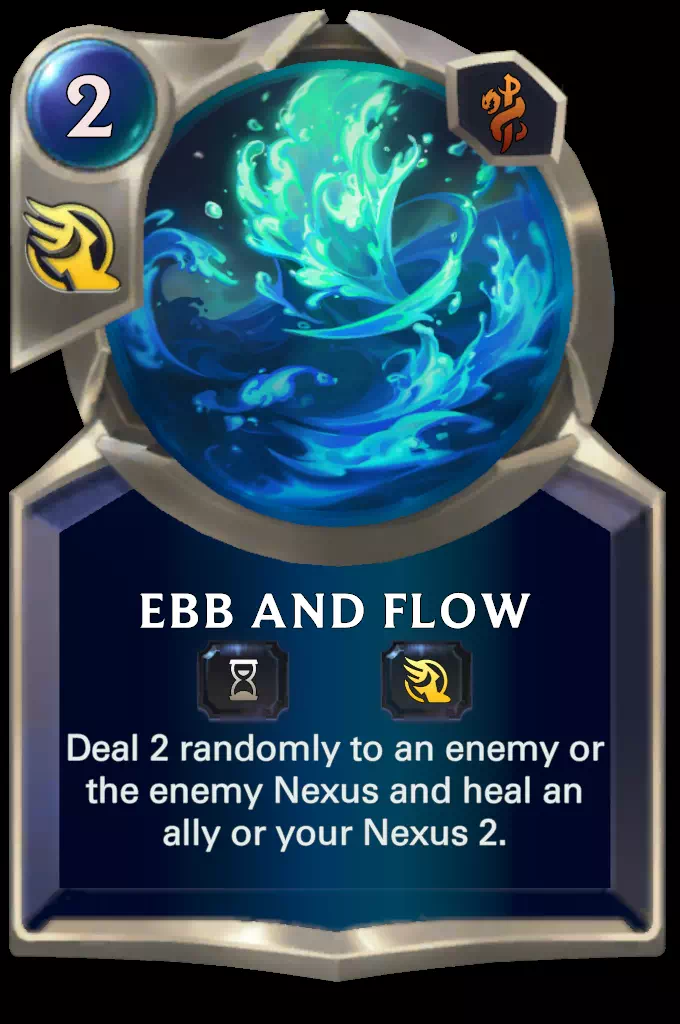 2
EBB AND FLOW
Deal 2 randomly to an enemy or
the enemy Nexus and heal an
ally or your Nexus 2.